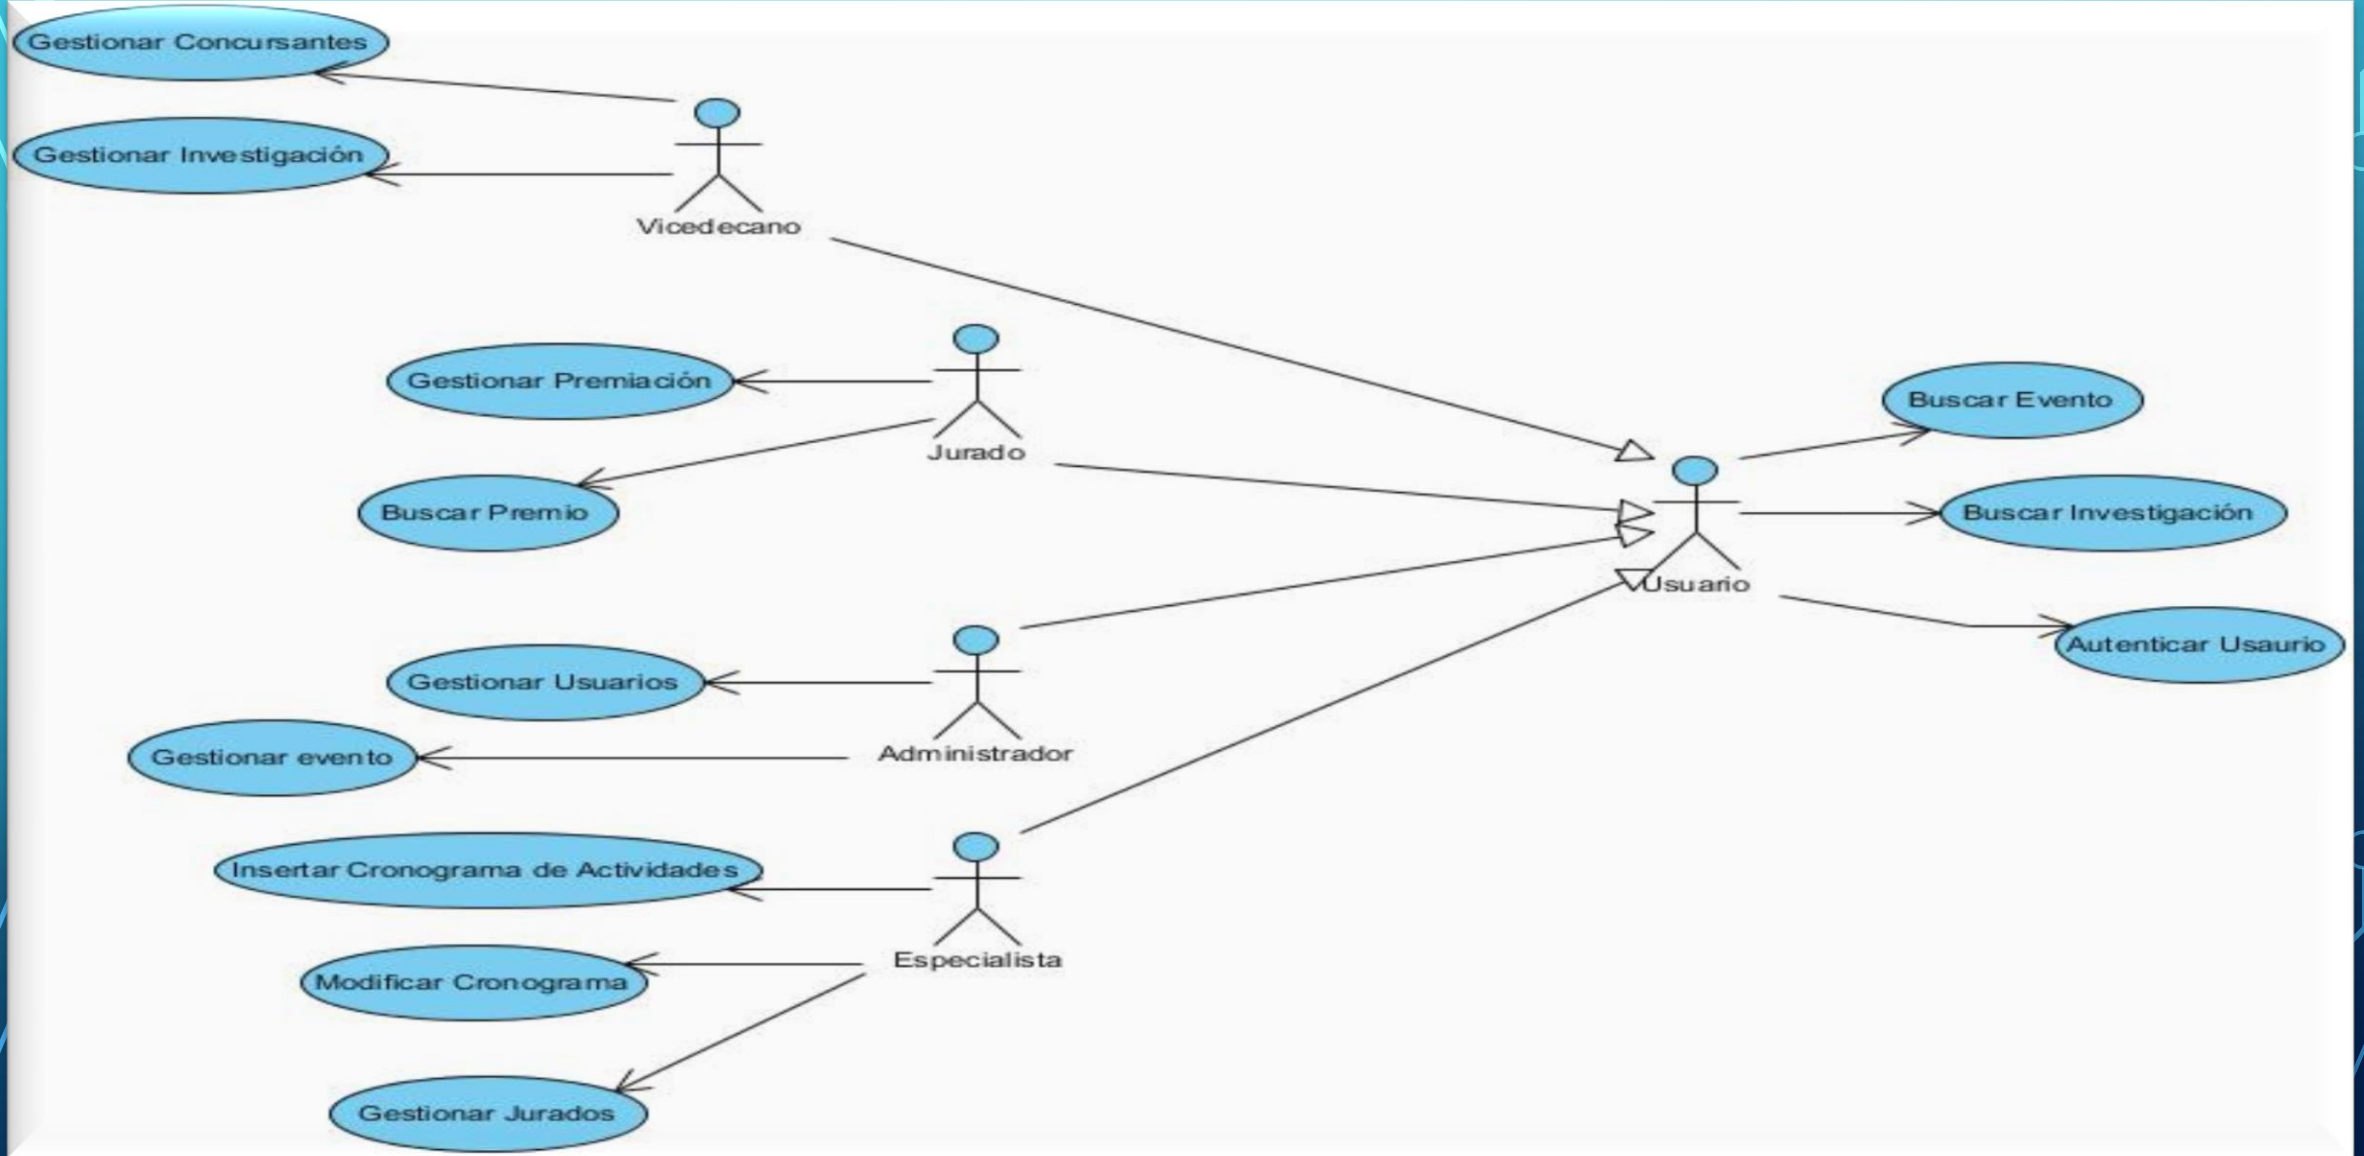 Gestionar Concursantes
Gestionar Investigación
Vicedecano
Gestionar Premiación
Jurado
Buscar Premio
Buscar Evento
Buscar Investigación
Usuario
Autenticar Usaurio
Gestionar Usuarios
Administrador
Gestionar evento
Insertar Cronograma de Actividades
Especialista
Modificar Cronograma
Gestionar Jurados